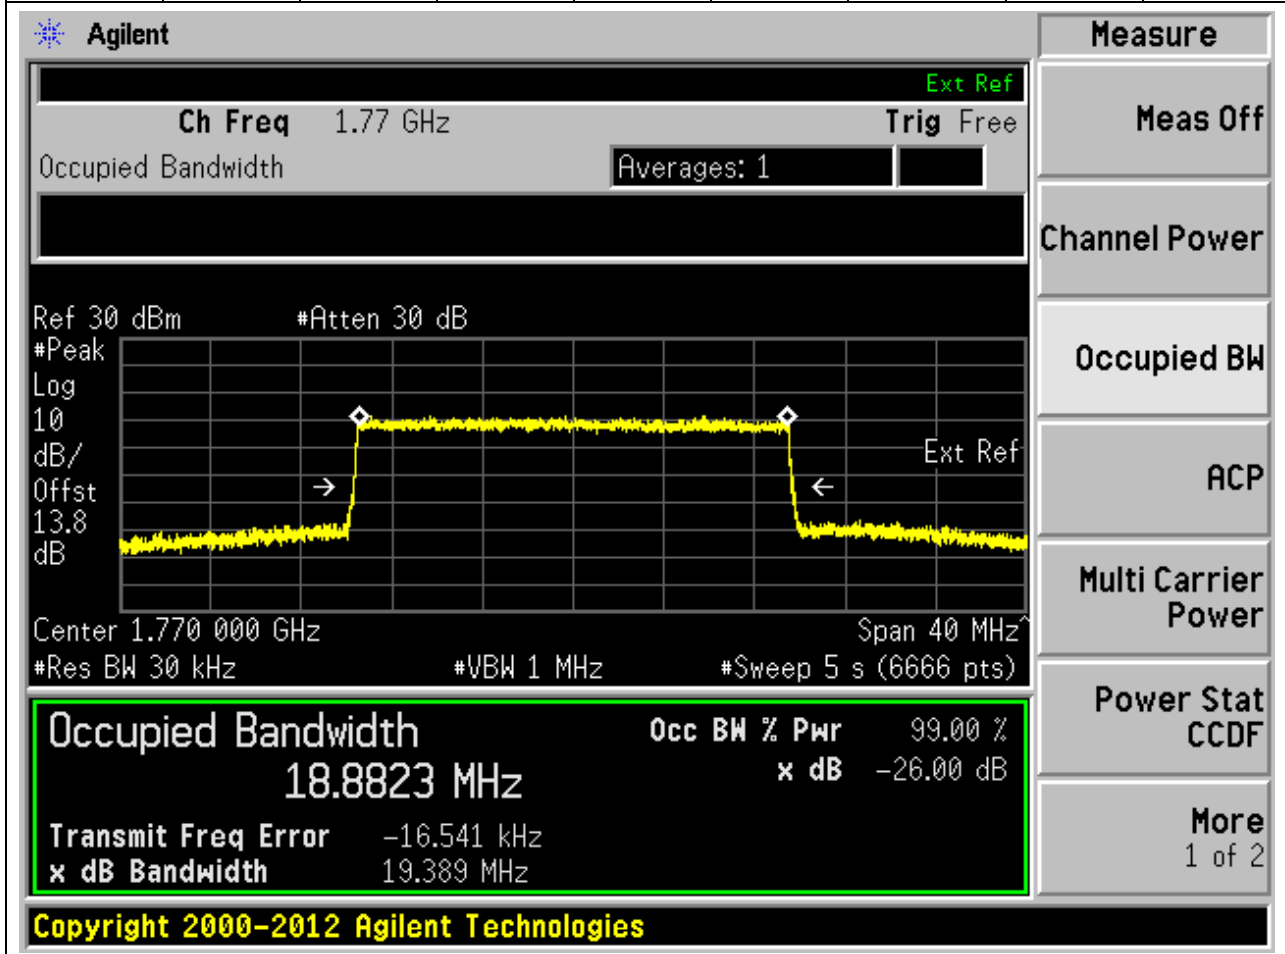 Agilent
Measure
Ext Ref
Ch Freq 1.77 GHz Trig Free
Meas Off
Occupied Bandwidth Averages: 1
Channel Power
Ref 30 dBm #Atten 30 dB
#Peak
Log
10
dB/
Offst
13.8
dB
Ext Ref
Occupied BW
ACP
Center 1.770 000 GHz Span 40 MHz^
#Res BW 30 kHz #VBW 1 MHz #Sweep 5 s (6666 pts)
Multi Carrier
Power
Occupied Bandwidth Occ BW % Pwr 99.00 %
18.8823 MHz x dB -26.00 dB
Transmit Freq Error -16.541 kHz
x dB Bandwidth 19.389 MHz
Power Stat
CCDF
More
1 of 2
Copyright 2000-2012 Agilent Technologies